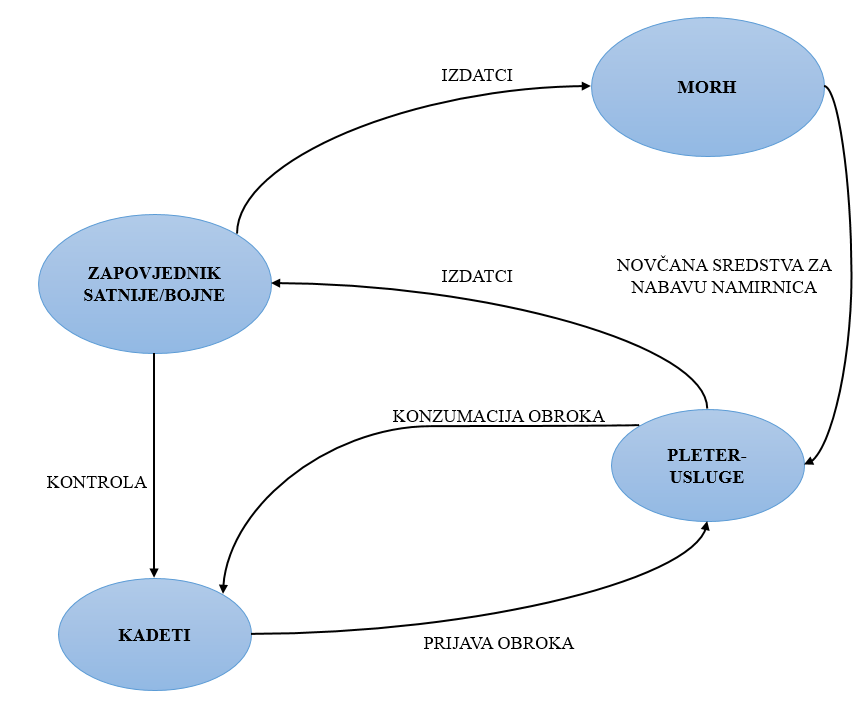 IZDATCI
MORH
ZAPOVJEDNIK
SATNIJE/BOJNE
IZDATCI
NOVČANA SREDSTVA ZA
NABAVU NAMIRNICA
KONZUMACIJA OBROKA
PLETER-
USLUGE
KONTROLA
KADETI
PRIJAVA OBROKA